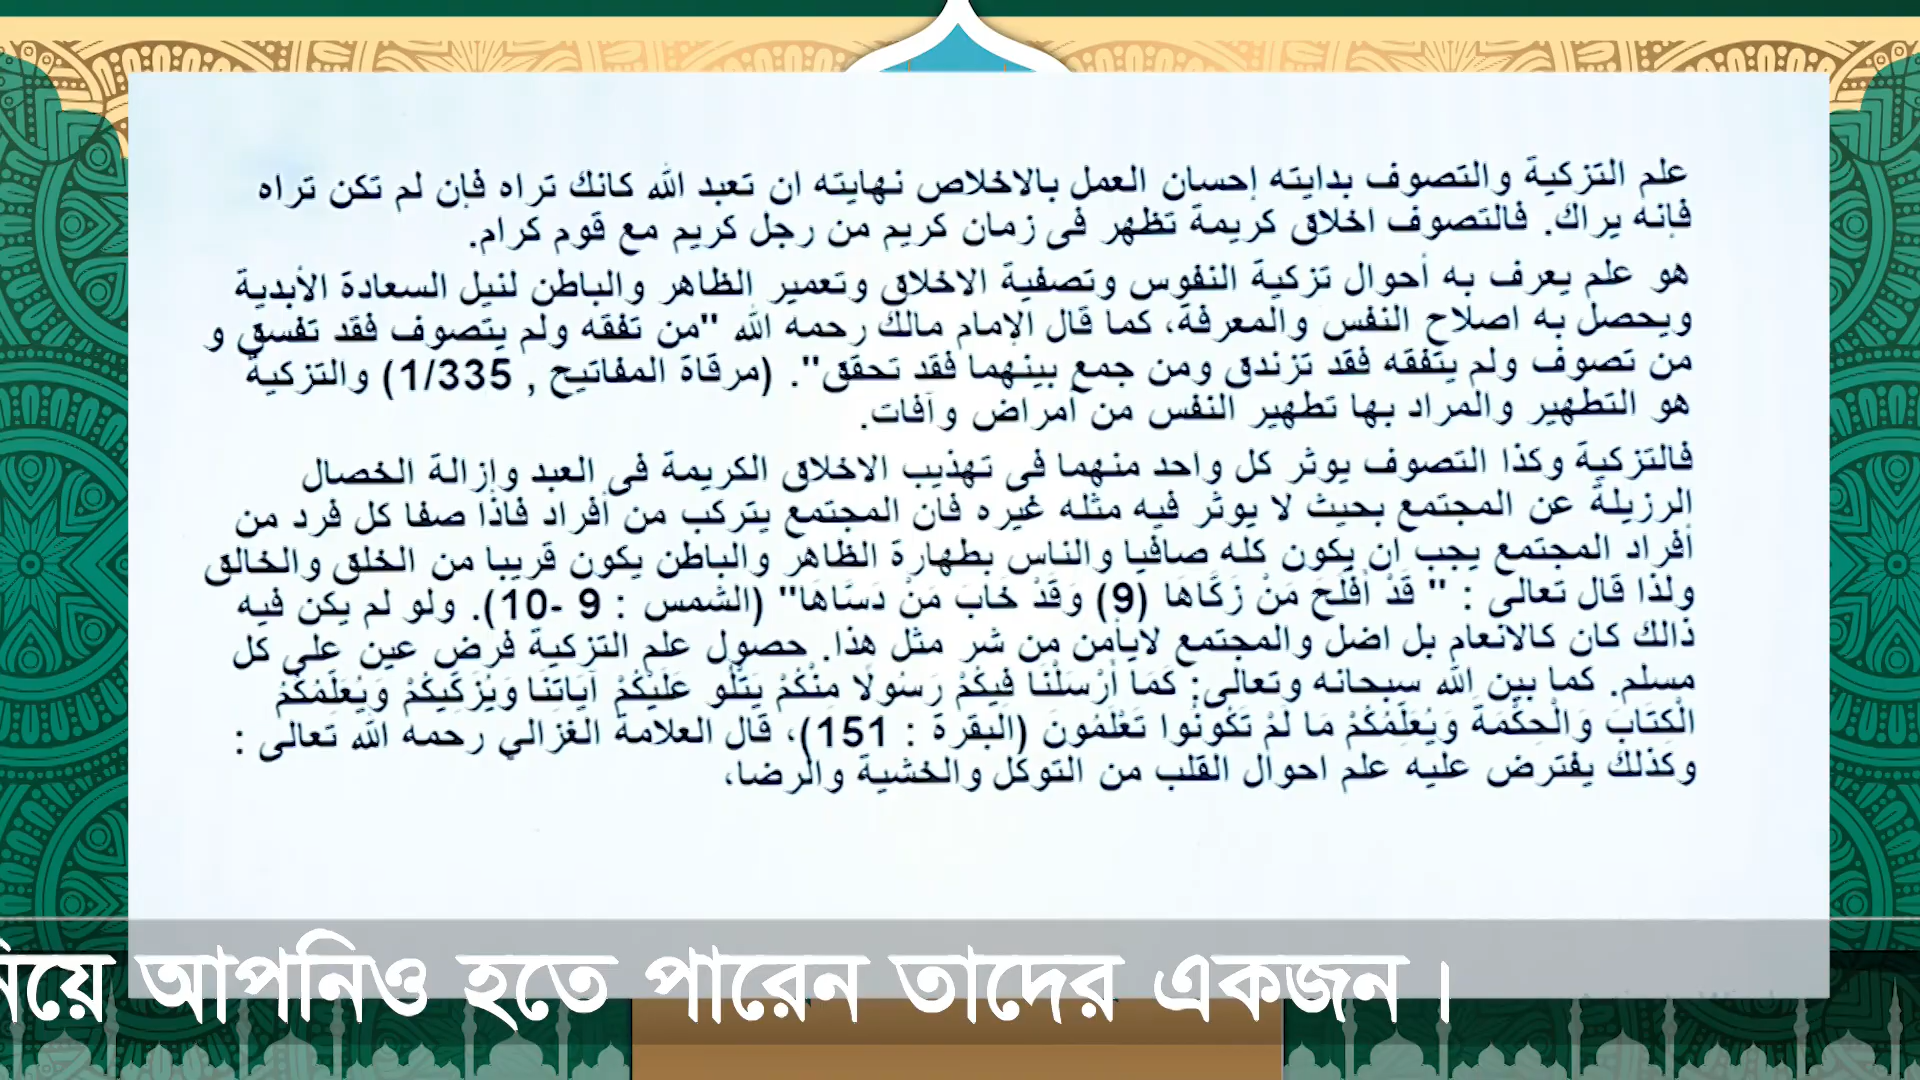 علم التزكية والتصوف بدايته إحسان العمل بالاخلاص نهايته ان تعبد الله كانك تراه فإن لم تكن تراه
فإنه يراك. فالتصوف اخلاق كريمة تظهر فى زمان كريم من رجل كريم مع قوم كرام.
هو علم يعرف به أحوال تزكية النفوس وتصفية الاخلاق وتعمير الظاهر والباطن لنيل السعادة الأبدية
ويحصل به اصلاح النفس والمعرفة، كما قال الإمام مالك رحمه الله "من تفقه ولم يتصوف فقد تفسق و
من تصوف ولم يتفقه فقد تزندق ومن جمع بينهما فقد تحقق". (مرقاة المفاتيح , 1/335) والتزكية
هو التطهير والمراد بها تطهير النفس من أمراض وآفات.
فالتزكية وكذا التصوف يوثر كل واحد منهما فى تهذيب الاخلاق الكريمة فى العبد وإزالة الخصال
الرزيلة عن المجتمع بحيث لا يوثر فيه مثله غيره فان المجتمع يتركب من أفراد فاذا صفا كل فرد من
أفراد المجتمع يجب ان يكون كله صافيا والناس بطهارة الظاهر والباطن يكون قريبا من الخلق والخالق
ولذا قال تعالى : " قَدْ أَفْلَحَ مَنْ زَكَّاهَا (9) وَقَدْ خَابَ مَنْ دَسَّاهَا" (الشمس : 9 -10). ولو لم يكن فيه
ذالك كان كالانعام بل اضل والمجتمع لايأمن من شر مثل هذا. حصول علم التزكية فرض عين على كل
مسلم. كما بين الله سبحانه وتعالى: كَمَا أَرْسَلْنَا فِيكُمْ رَسُولًا مِنْكُمْ يَتْلُو عَلَيْكُمْ آيَاتِنَا وَيُزَكِّيكُمْ وَيُعَلِّمُكُمُ
الْكِتَابَ وَالْحِكْمَةَ وَيُعَلِّمُكُمْ مَا لَمْ تَكُونُوا تَعْلَمُونَ (البقرة : 151)، قال العلامة الغزالي رحمه الله تعالى :
وكذلك يفترض عليه علم احوال القلب من التوكل والخشية والرضا،
আপনিও হতে পারেন তাদের একজন।